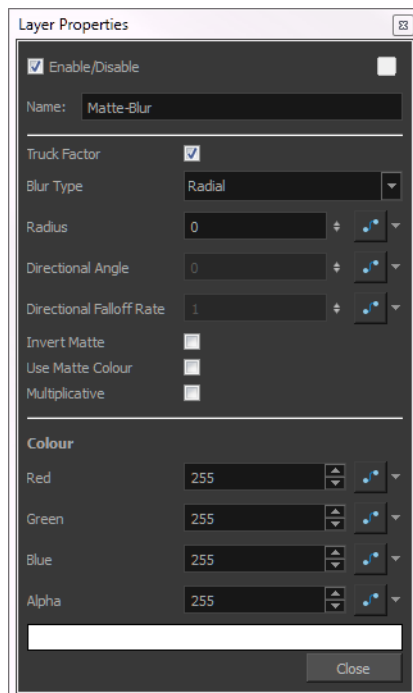 Layer Properties
Enable/Disable
Name: Matte-Blur
Truck Factor
Blur Type Radial
Radius 0
Directional Angle 0
Directional Falloff Rate 1
Invert Matte
Use Matte Colour
Multiplicative
Colour
Red 255
Green 255
Blue 255
Alpha 255
Close